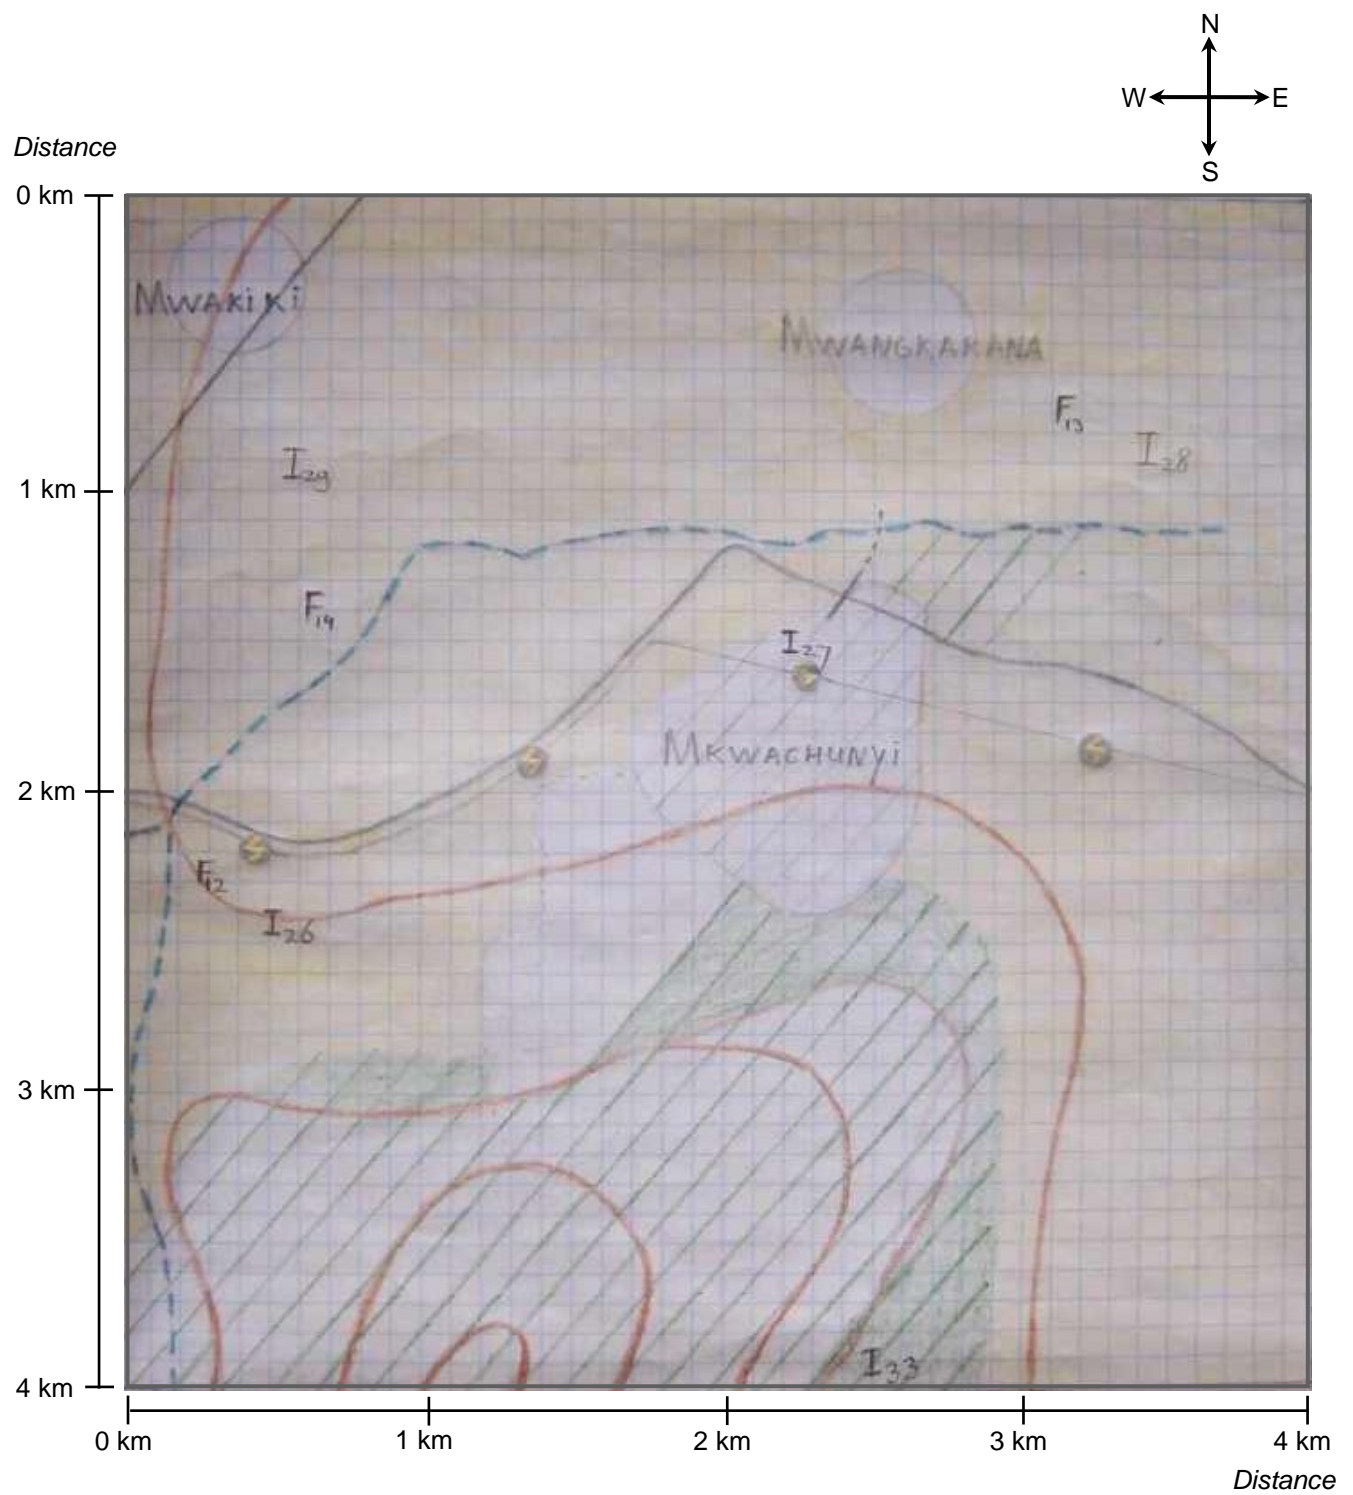 N
W E
S
Distance
0 km
MWAKIKI
MWANGKAKANA
F13
I28
I29
1 km
F14
I27
MKWACHUNYI
2 km
F12
I26
3 km
I33
4 km
0 km 1 km 2 km 3 km 4 km
Distance